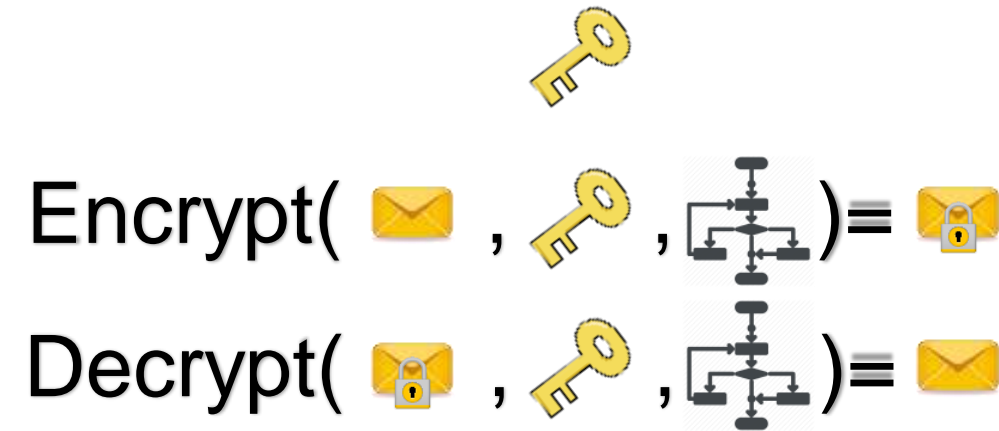 Encrypt( , , )=
Decrypt( , , )=